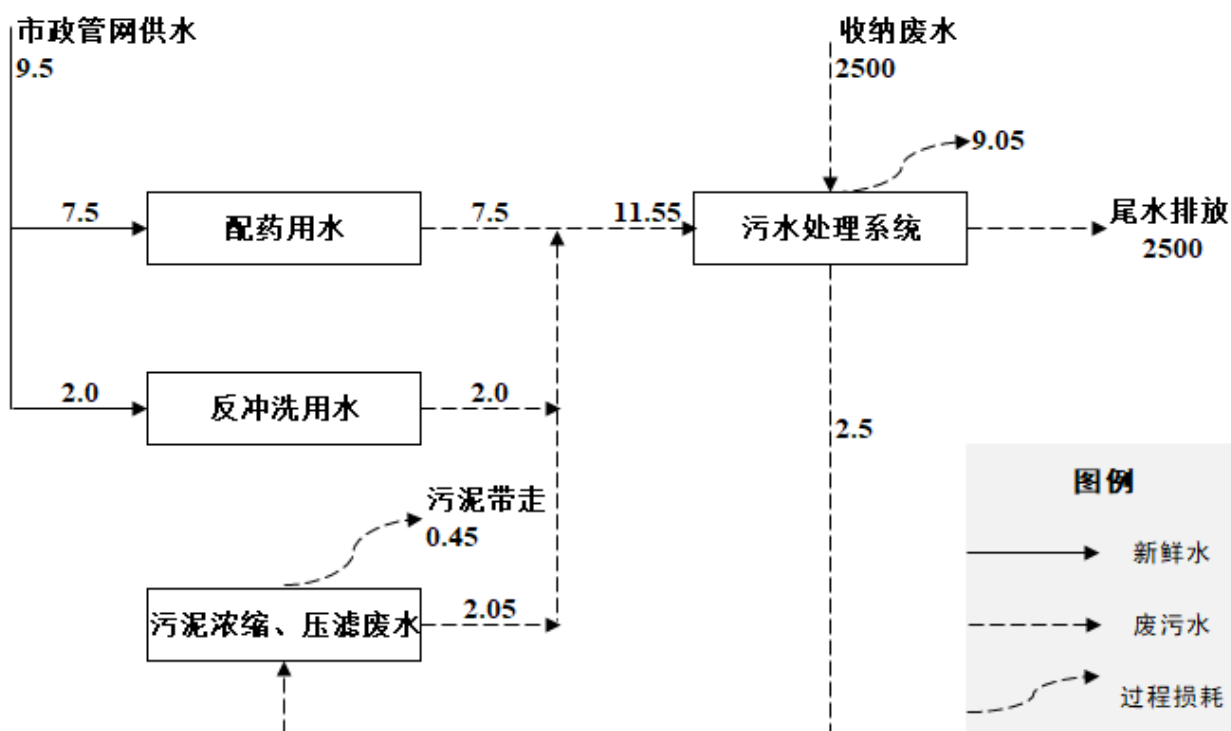 市政管网供水
9.5
收纳废水
2500
9.05
7.5
配药用水
7.5
11.55
污水处理系统
尾水排放
2500
2.0
反冲洗用水
2.0
2.5
污泥带走
0.45
污泥浓缩、压滤废水
2.05
图例
新鲜水
废污水
过程损耗